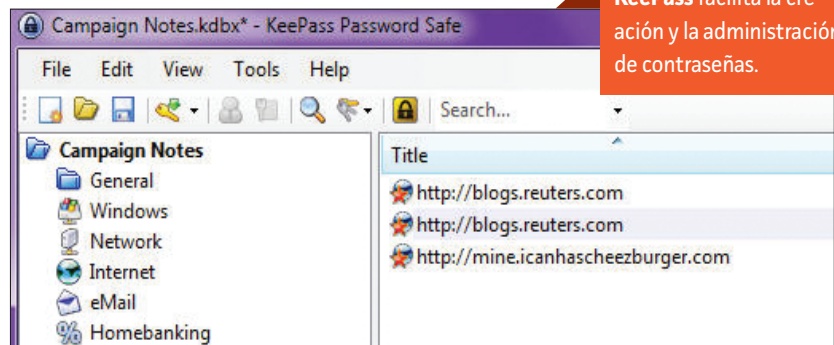 KeePass facilita la cre-
ación y la administración
de contraseñas.
Campaign Notes.kdbx* - KeePass Password Safe
File Edit View Tools Help
Search...
Campaign Notes
General
Windows
Network
Internet
eMail
Homebanking
Title
http://blogs.reuters.com
http://blogs.reuters.com
http://mine.icanhascheezburger.com